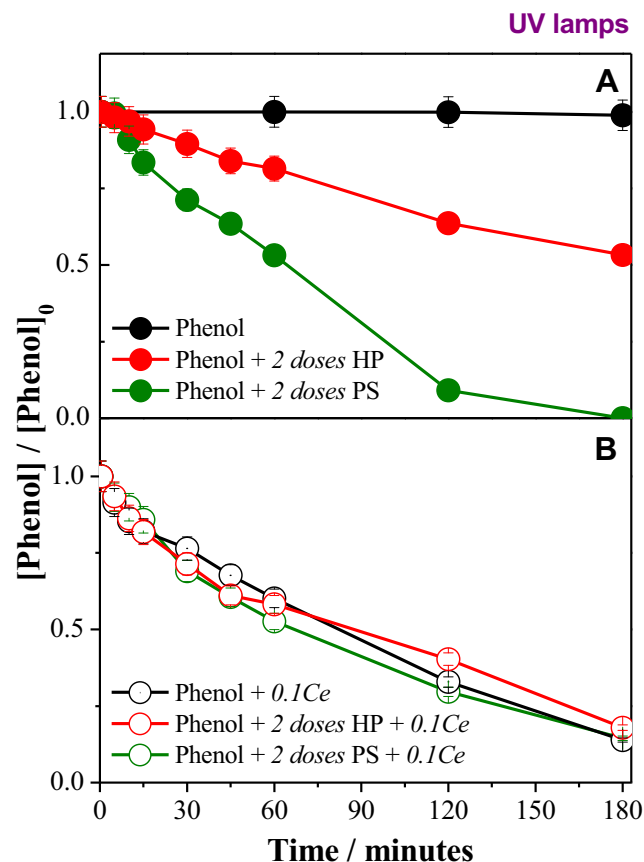 UV lamps
A
1.0
0.5
0.0
Phenol
Phenol + 2 doses HP
Phenol + 2 doses PS
[Phenol] / [Phenol]0
B
1.0
0.5
0.0
Phenol + 0.1Ce
Phenol + 2 doses HP + 0.1Ce
Phenol + 2 doses PS + 0.1Ce
0 30 60 90 120 150 180
Time / minutes